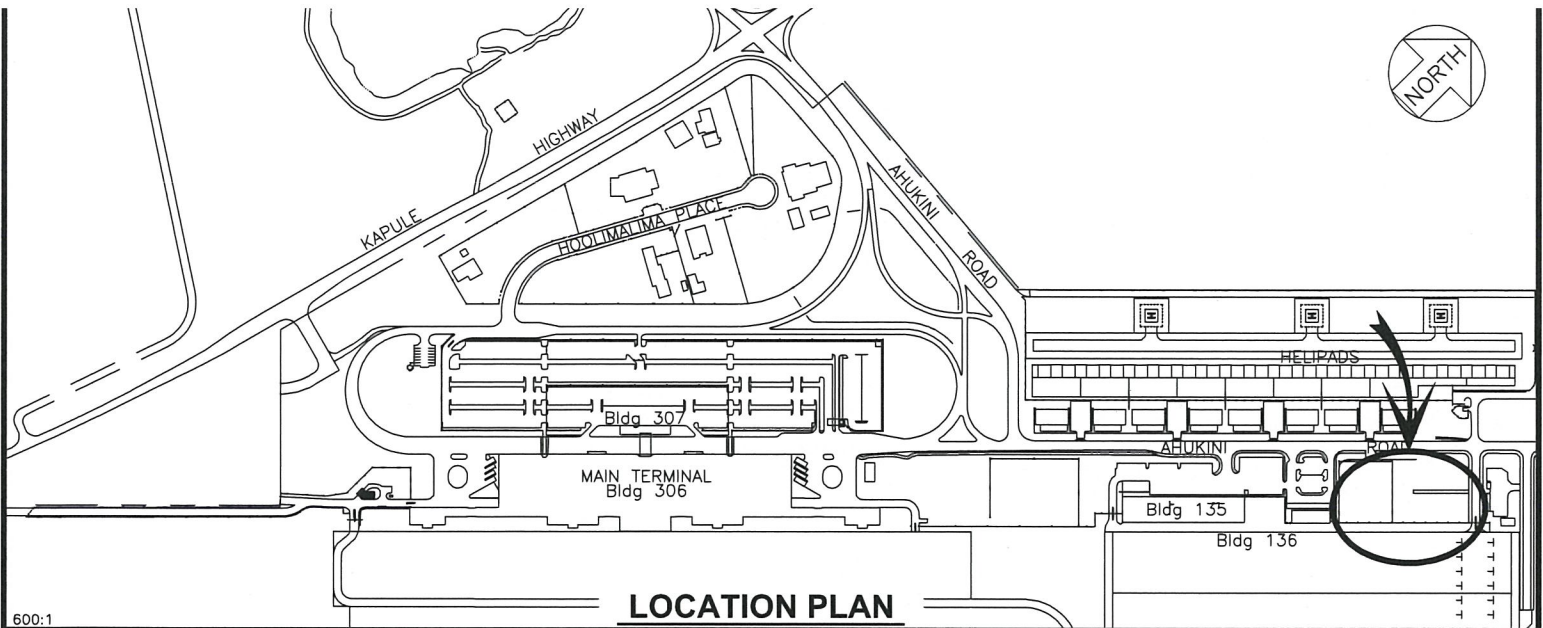 NORTH
KAPULE
HIGHWAY
HOOLIMALIMA PLACE
AHUKINI
ROAD
HELIPADS
Bldg 307
MAIN TERMINAL
Bldg 306
AHUKINI
ROAD
Bldg 135
Bldg 136
LOCATION PLAN
600:1